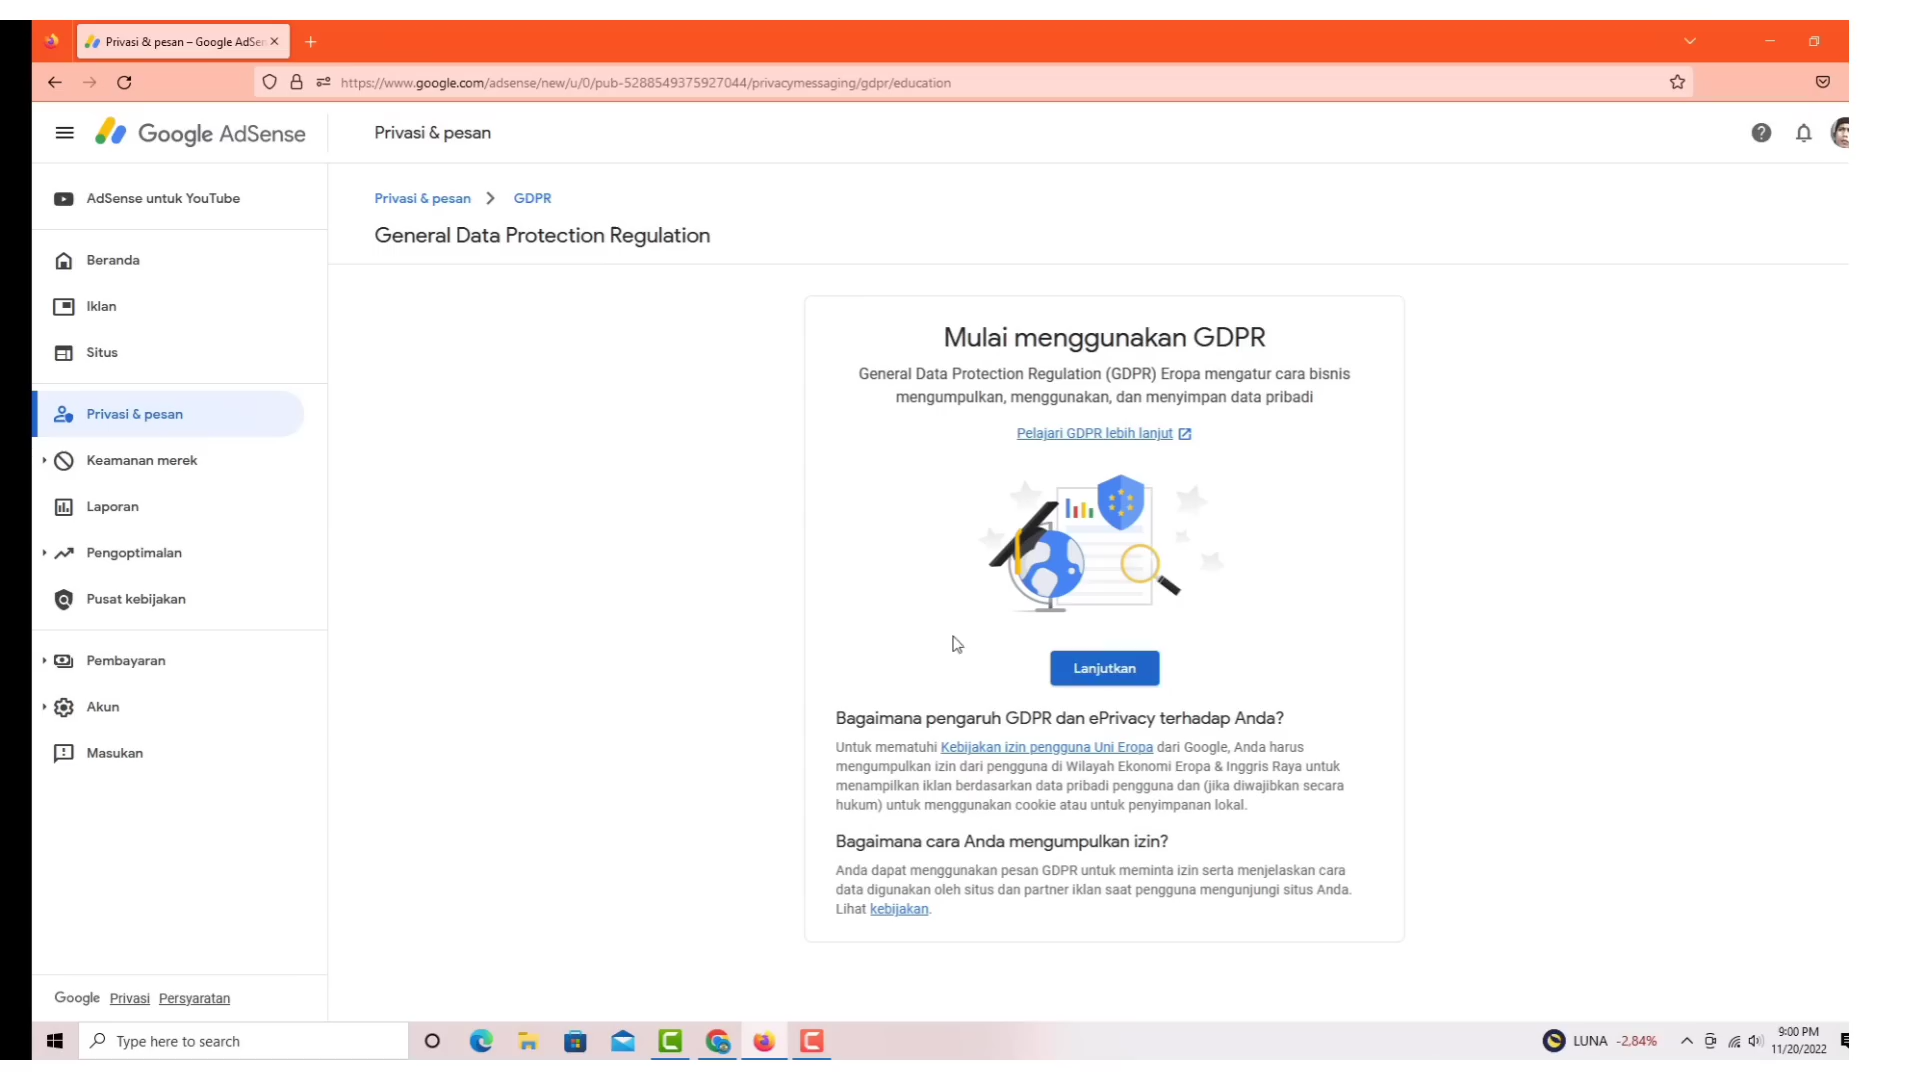 Privasi & pesan – Google AdSen
https://www.google.com/adsense/new/u/0/pub-5288549375927044/privacymessaging/gdpr/education
Google AdSense
Privasi & pesan
AdSense untuk YouTube
Beranda
Iklan
Situs
Privasi & pesan
Keamanan merek
Laporan
Pengoptimalan
Pusat kebijakan
Pembayaran
Akun
Masukan
Google Privasi Persyaratan
Privasi & pesan GDPR
General Data Protection Regulation
Mulai menggunakan GDPR
General Data Protection Regulation (GDPR) Eropa mengatur cara bisnis
mengumpulkan, menggunakan, dan menyimpan data pribadi
Pelajari GDPR lebih lanjut
Lanjutkan
Bagaimana pengaruh GDPR dan ePrivacy terhadap Anda?
Untuk mematuhi Kebijakan izin pengguna Uni Eropa dari Google, Anda harus
mengumpulkan izin dari pengguna di Wilayah Ekonomi Eropa & Inggris Raya untuk
menampilkan iklan berdasarkan data pribadi pengguna dan (jika diwajibkan secara
hukum) untuk menggunakan cookie atau untuk penyimpanan lokal.
Bagaimana cara Anda mengumpulkan izin?
Anda dapat menggunakan pesan GDPR untuk meminta izin serta menjelaskan cara
data digunakan oleh situs dan partner iklan saat pengguna mengunjungi situs Anda.
Lihat kebijakan.
Type here to search
LUNA -2,84%
9:00 PM
11/20/2022